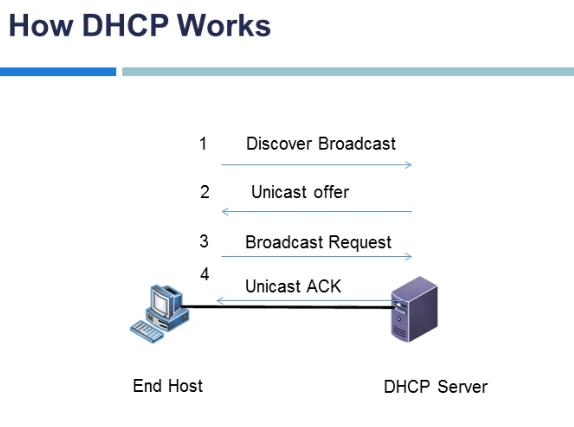 How DHCP Works
1 Discover Broadcast
2 Unicast offer
3 Broadcast Request
4 Unicast ACK
End Host DHCP Server